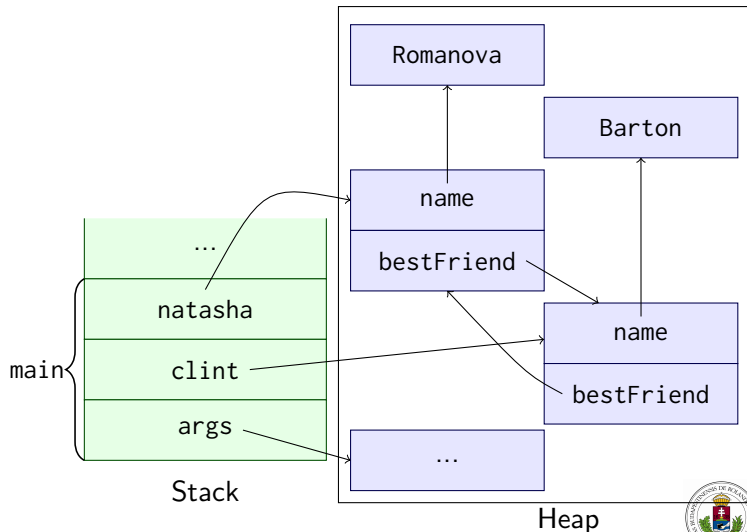 Romanova
Barton
name
...
bestFriend
natasha
name
main
clint
bestFriend
args
...
Stack
Heap